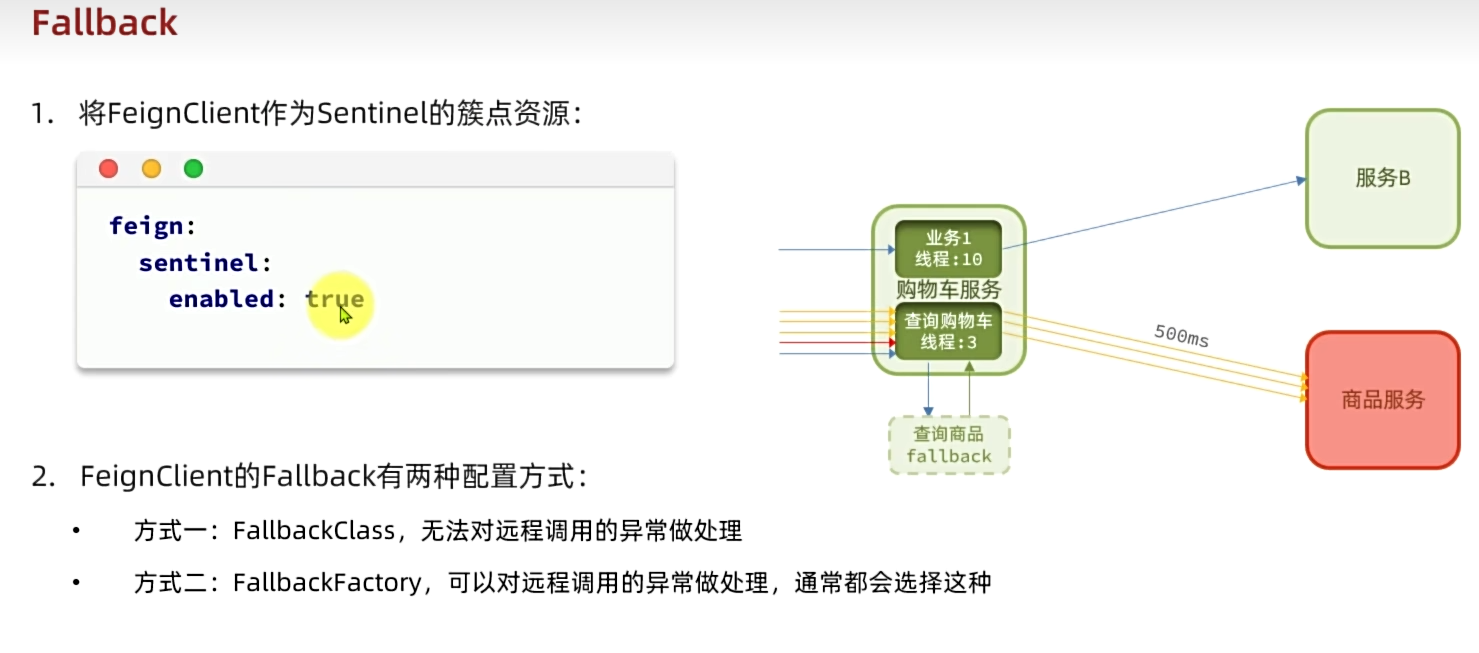 Fallback
1. 将FeignClient作为Sentinel的簇点资源：
feign:
sentinel:
enabled: true
业务1
线程:10
购物车服务
查询购物车
线程:3
查询商品
fallback
500ms
服务B
商品服务
2. FeignClient的Fallback有两种配置方式：
• 方式一：FallbackClass，无法对远程调用的异常做处理
• 方式二：FallbackFactory，可以对远程调用的异常做处理，通常都会选择这种